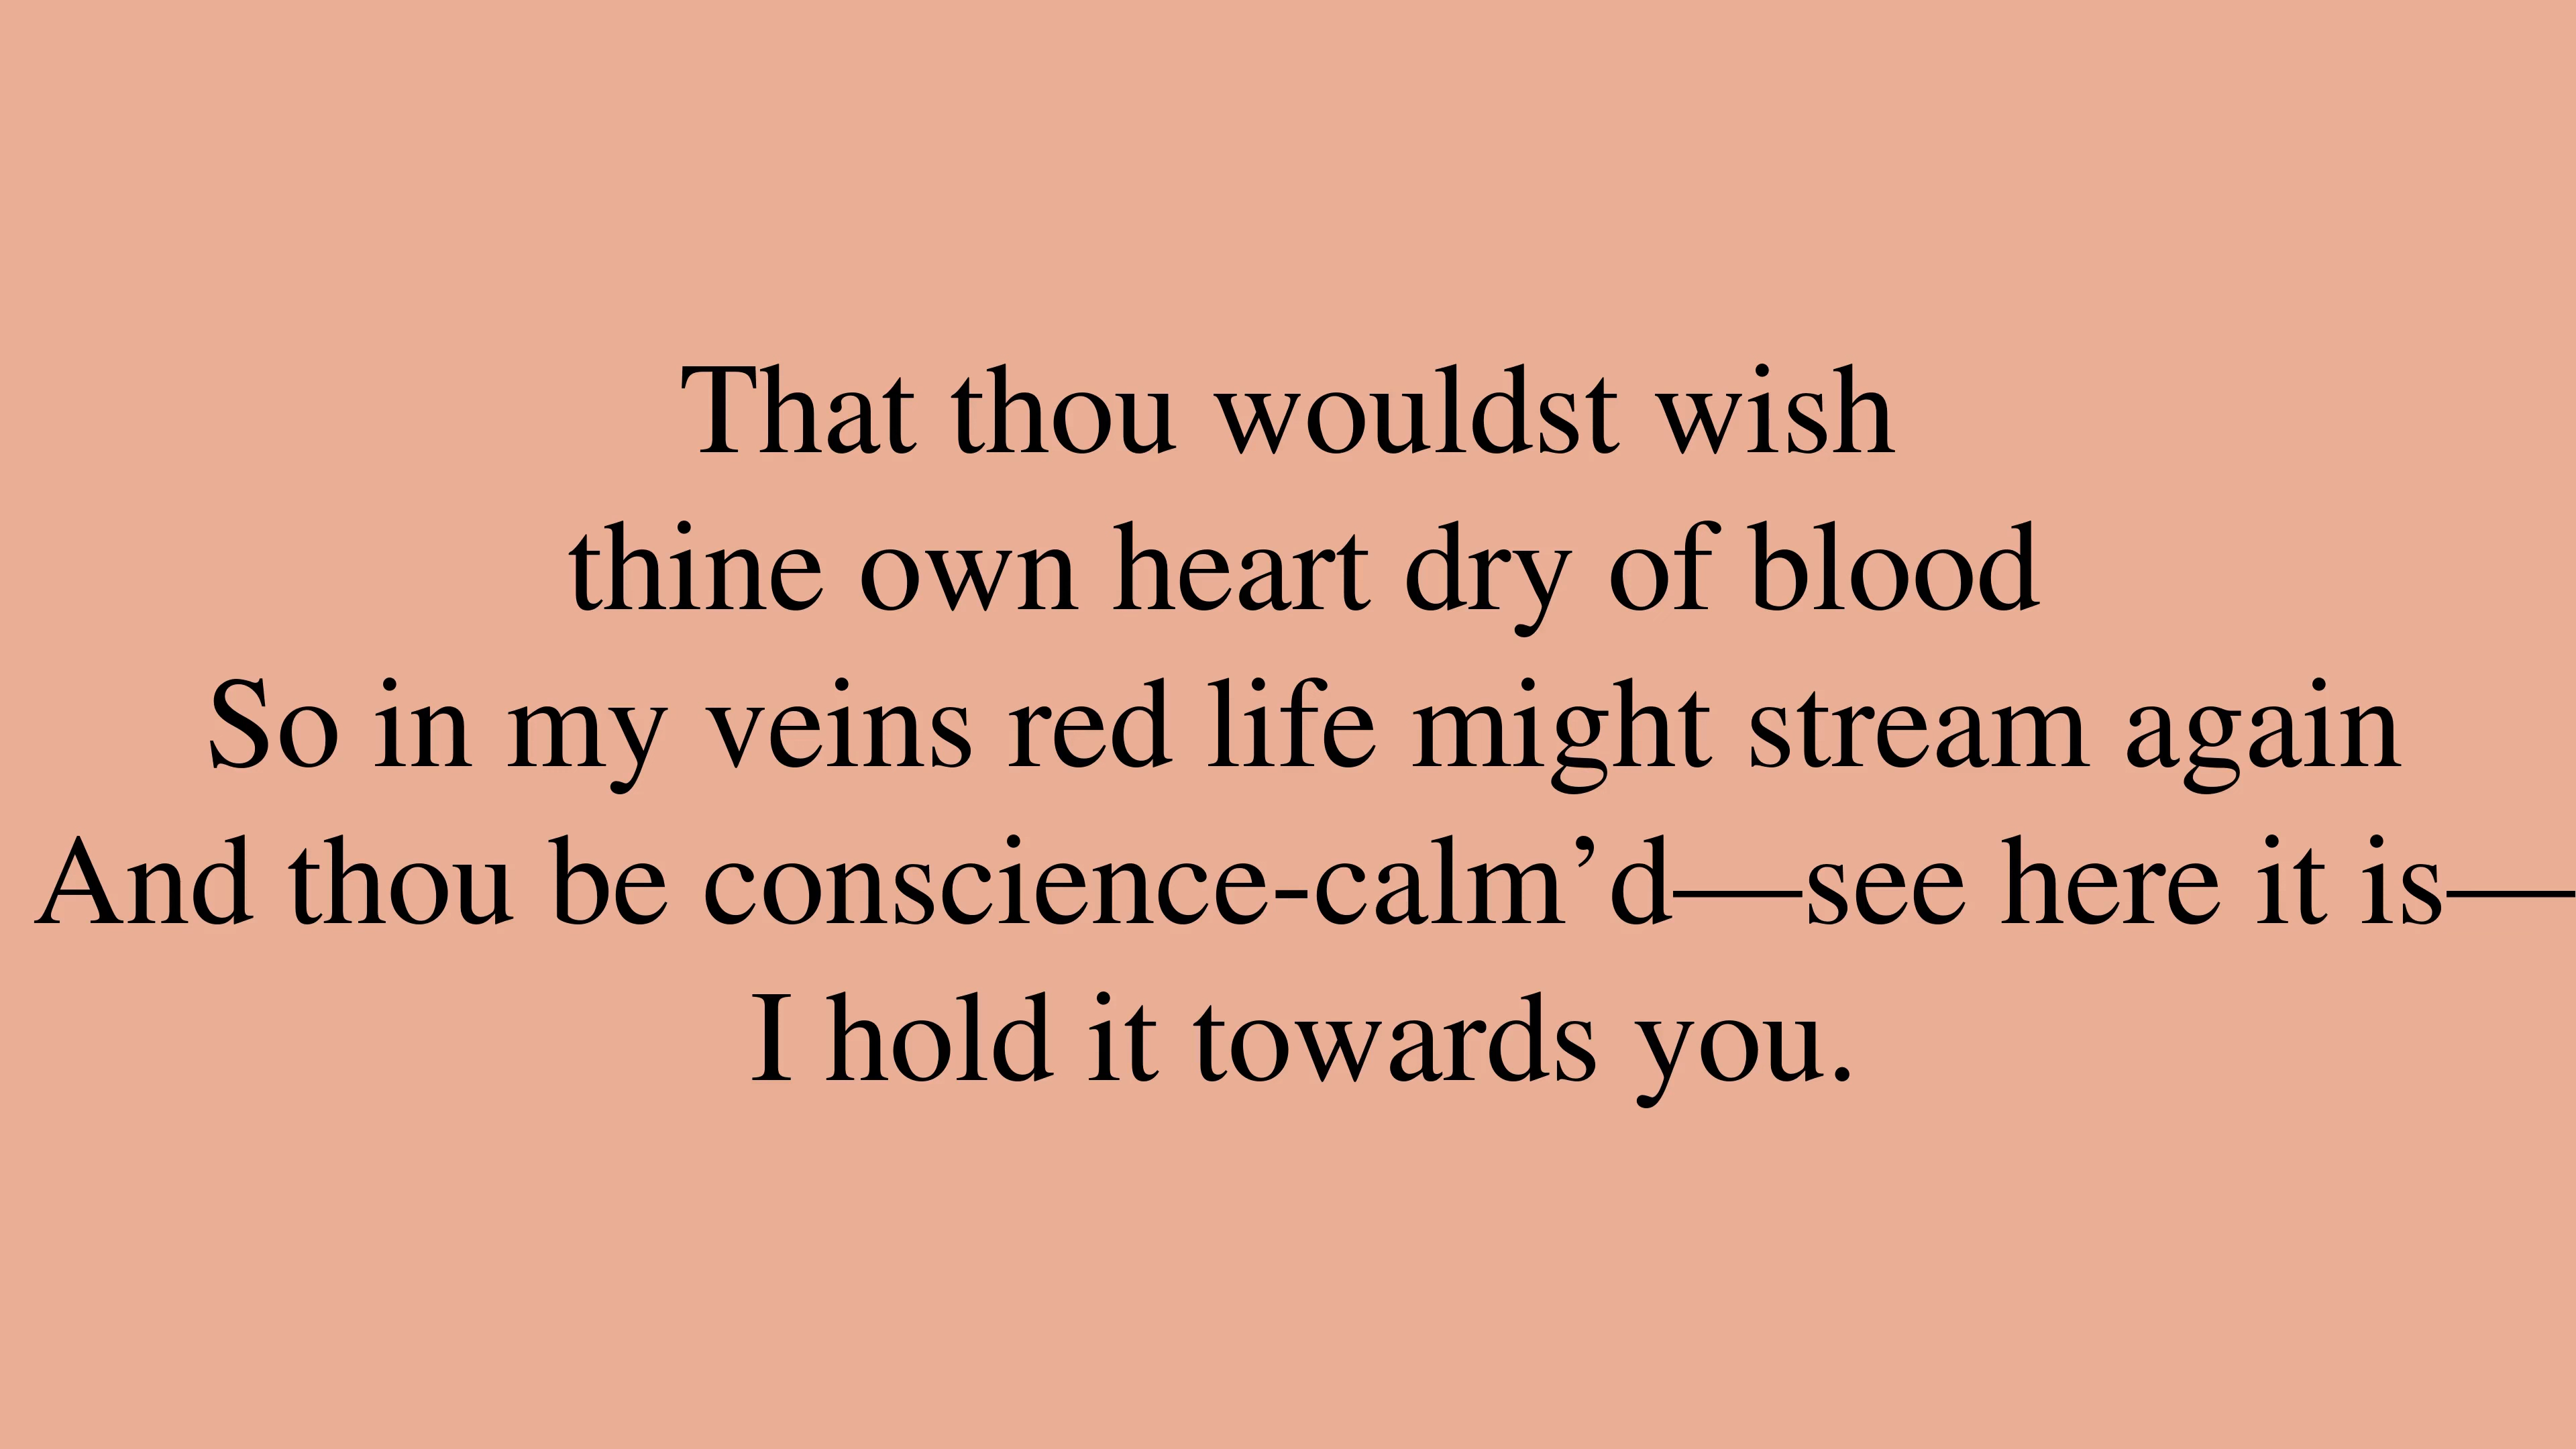 That thou wouldst wish
thine own heart dry of blood
So in my veins red life might stream again
And thou be conscience-calm’d—see here it is—
I hold it towards you.